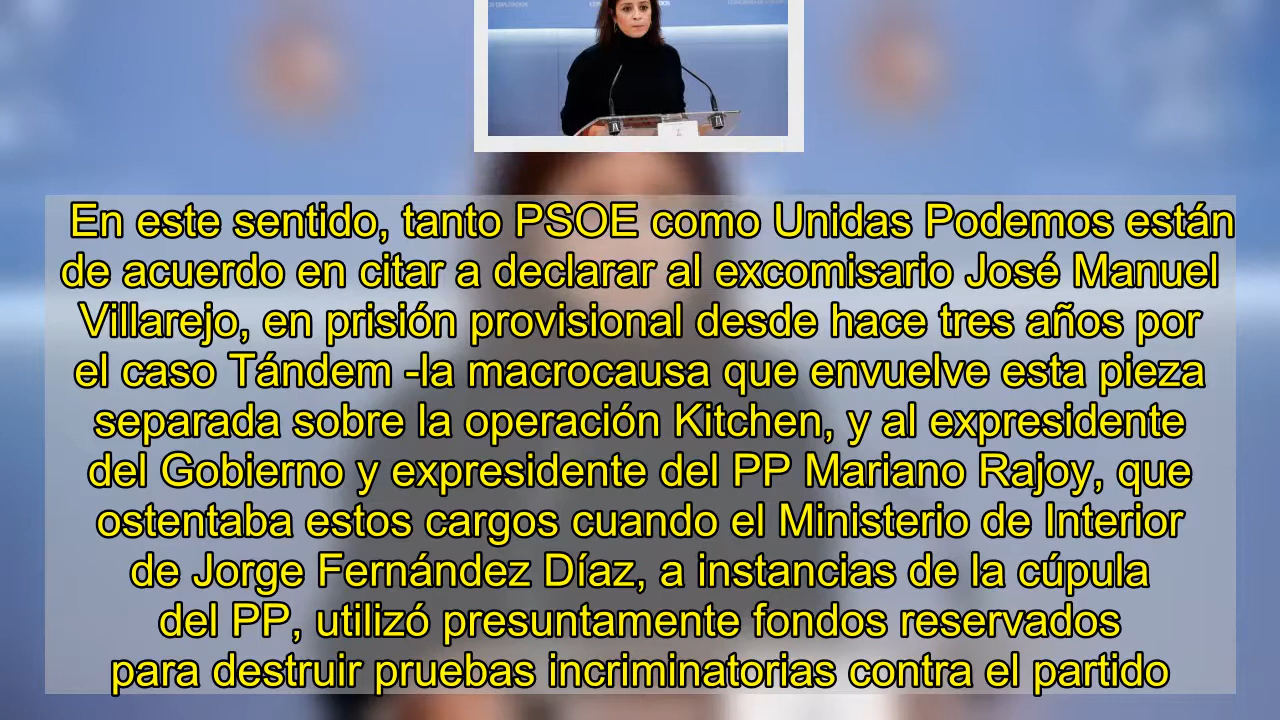 En este sentido, tanto PSOE como Unidas Podemos están
de acuerdo en citar a declarar al excomisario José Manuel
Villarejo, en prisión provisional desde hace tres años por
el caso Tándem -la macrocausa que envuelve esta pieza
separada sobre la operación Kitchen, y al expresidente
del Gobierno y expresidente del PP Mariano Rajoy, que
ostentaba estos cargos cuando el Ministerio de Interior
de Jorge Fernández Díaz, a instancias de la cúpula
del PP, utilizó presuntamente fondos reservados
para destruir pruebas incriminatorias contra el partido